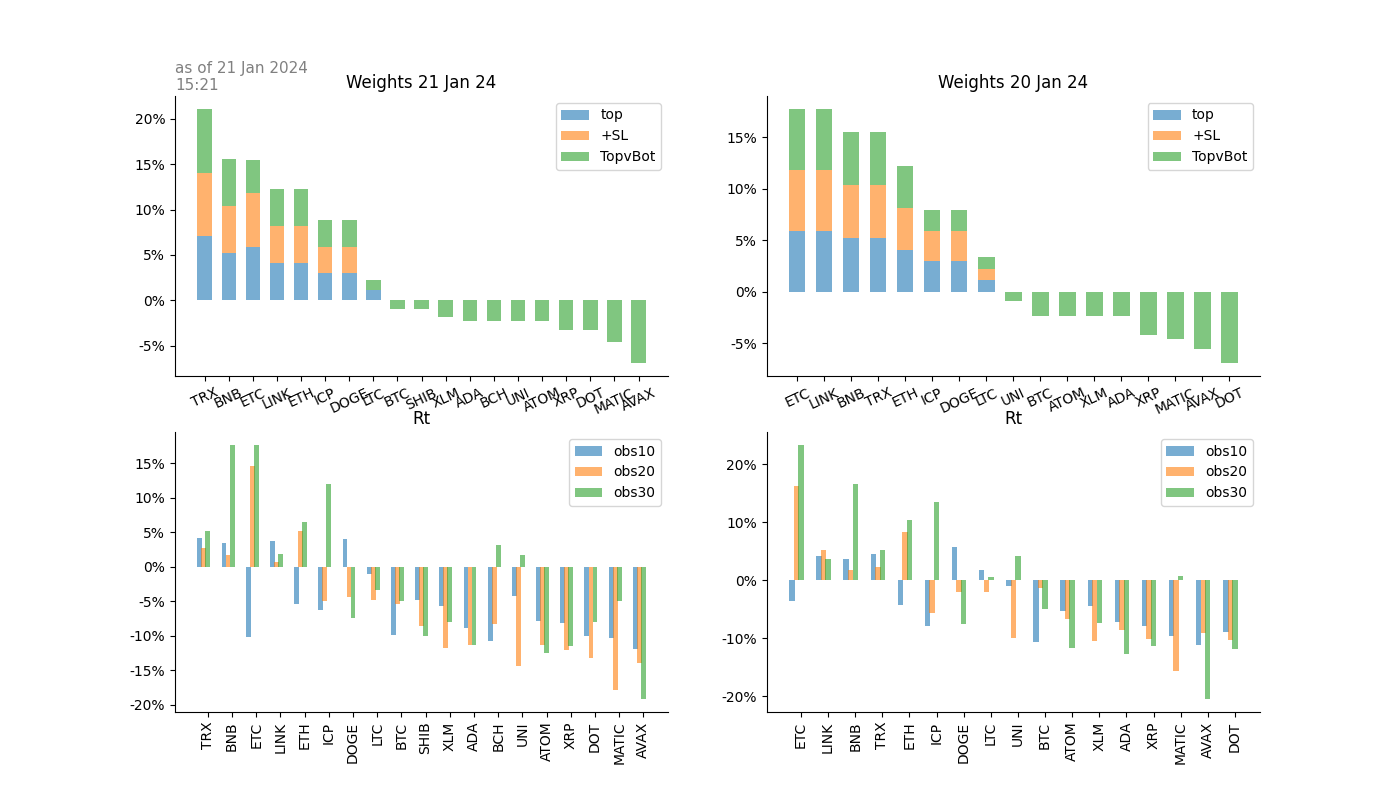 as of 21 Jan 2024
15:21
Weights 21 Jan 24
20%
15%
10%
5%
0%
-5%
top
+SL
TopvBot
TRX BNB ETC LINK ETH ICP DOGE LTC BTC SHIB XLM ADA BCH UNI ATOM XRP DOT MATIC AVAX
Weights 20 Jan 24
15%
10%
5%
0%
-5%
top
+SL
TopvBot
ETC LINK BNB TRX ETH ICP DOGE LTC UNI BTC ATOM XLM ADA XRP MATIC AVAX DOT
Rt
15%
10%
5%
0%
-5%
-10%
-15%
-20%
obs10
obs20
obs30
TRX BNB ETC LINK ETH ICP DOGE LTC BTC SHIB XLM ADA BCH UNI ATOM XRP DOT MATIC AVAX
Rt
20%
10%
0%
-10%
-20%
obs10
obs20
obs30
ETC LINK BNB TRX ETH ICP DOGE LTC UNI BTC ATOM XLM ADA XRP MATIC AVAX DOT